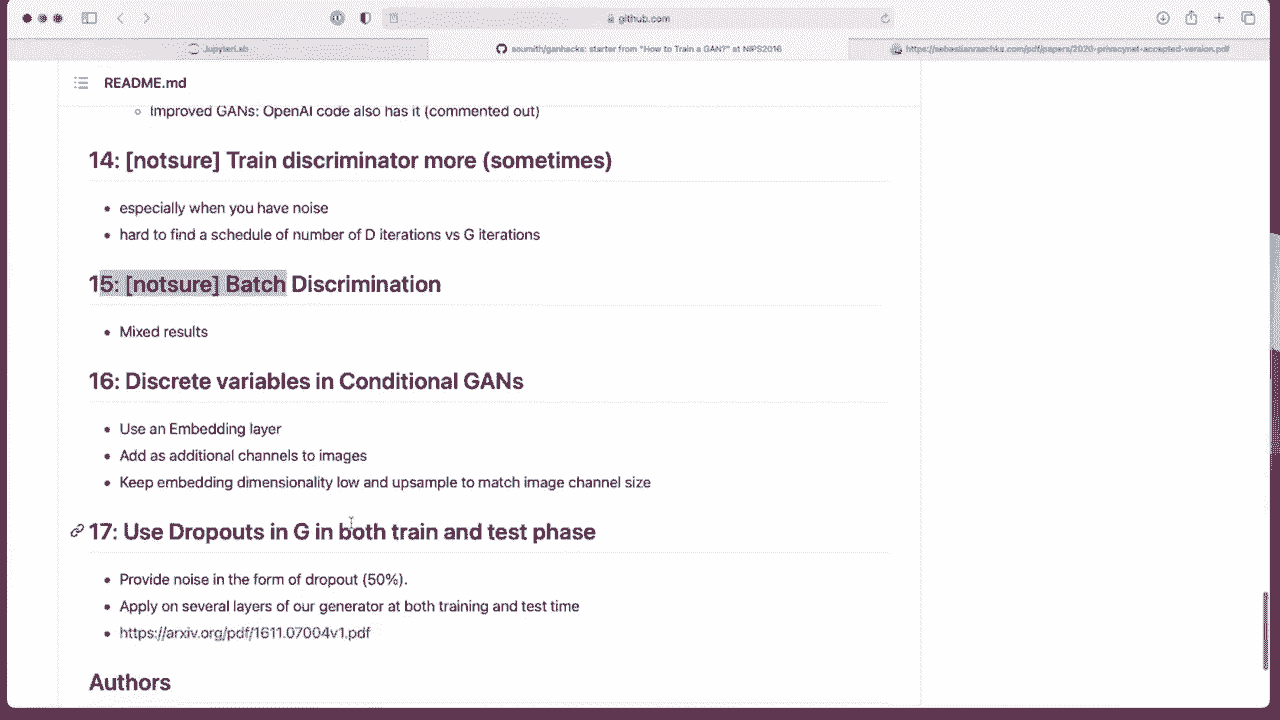 github.com
JupyterLab
soumith/ganhacks: starter from "How to Train a GAN?" at NIPS2016
https://sebastianraschka.com/pdf/papers/2020-privacynet-accepted-version.pdf
README.md
Improved GANs: OpenAI code also has it (commented out)
14: [notsure] Train discriminator more (sometimes)
especially when you have noise
hard to find a schedule of number of D iterations vs G iterations
15: [notsure] Batch Discrimination
Mixed results
16: Discrete variables in Conditional GANs
Use an Embedding layer
Add as additional channels to images
Keep embedding dimensionality low and upsample to match image channel size
17: Use Dropouts in G in both train and test phase
Provide noise in the form of dropout (50%).
Apply on several layers of our generator at both training and test time
https://arxiv.org/pdf/1611.07004v1.pdf
Authors